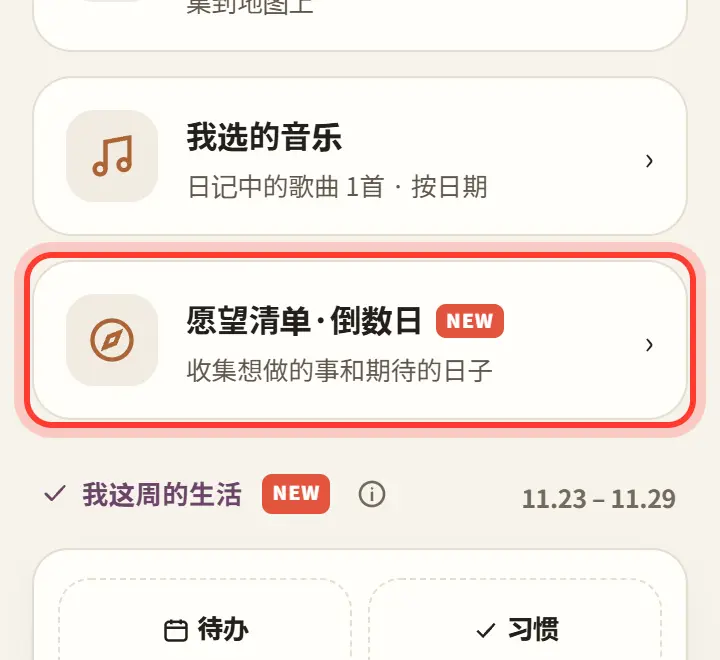 集到地图上
我选的音乐
日记中的歌曲 1首 · 按日期
愿望清单·倒数日 NEW
收集想做的事和期待的日子
我这周的生活 NEW 11.23 – 11.29
待办 习惯